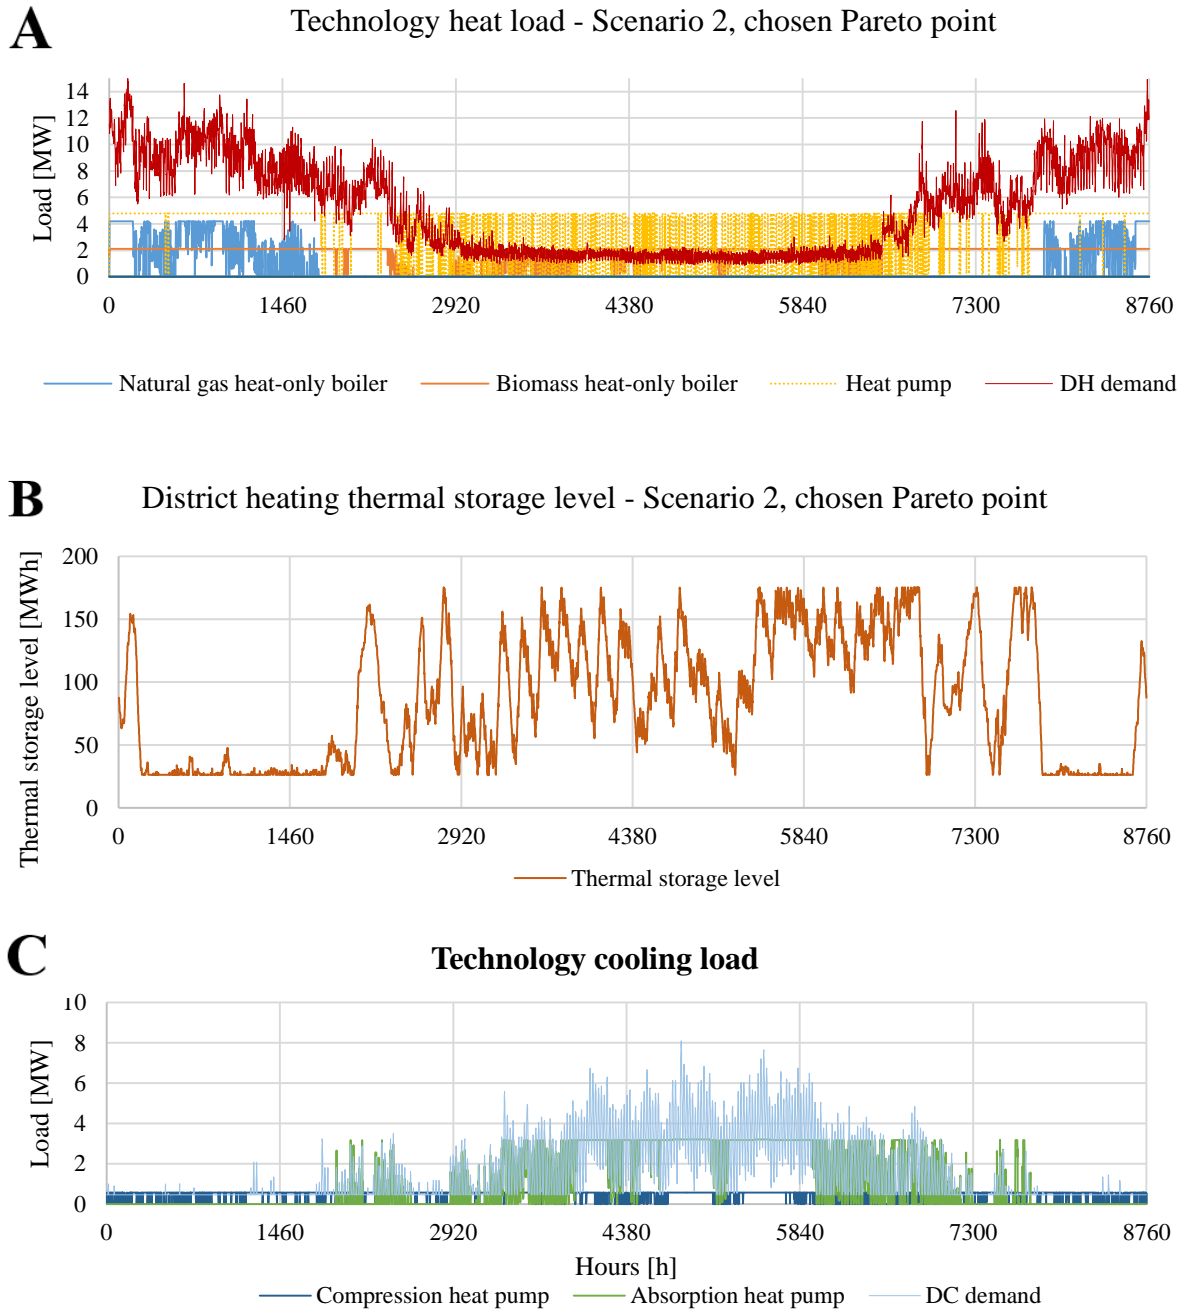 A
Technology heat load - Scenario 2, chosen Pareto point
Load [MW]
14
12
10
8
6
4
2
0
0 1460 2920 4380 5840 7300 8760
Natural gas heat-only boiler Biomass heat-only boiler Heat pump DH demand
B
District heating thermal storage level - Scenario 2, chosen Pareto point
Thermal storage level [MWh]
200
150
100
50
0
0 1460 2920 4380 5840 7300 8760
Thermal storage level
C
Technology cooling load
Load [MW]
10
8
6
4
2
0
0 1460 2920 4380 5840 7300 8760
Hours [h]
Compression heat pump Absorption heat pump DC demand